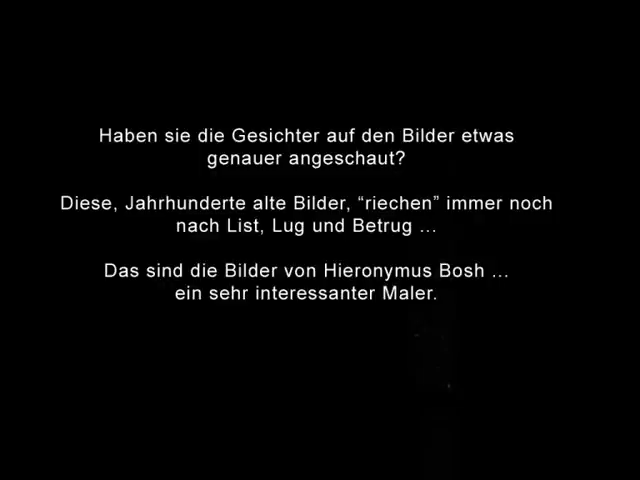 Haben sie die Gesichter auf den Bilder etwas
genauer angeschaut?
Diese, Jahrhunderte alte Bilder, “riechen” immer noch
nach List, Lug und Betrug ...
Das sind die Bilder von Hieronymus Bosh ...
ein sehr interessanter Maler.